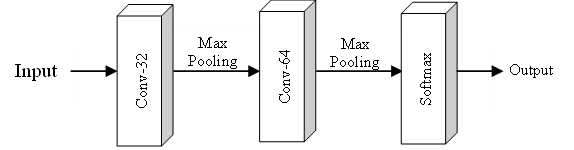 Input
Conv-32
Max
Pooling
Conv-64
Max
Pooling
Softmax
Output